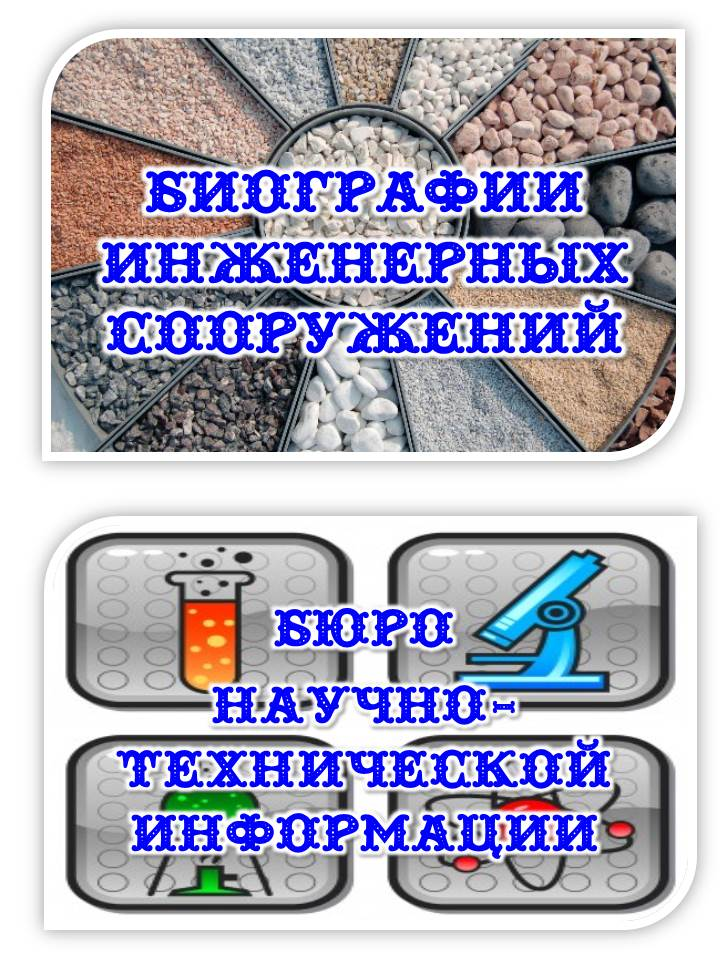 БИОГРАФИИ
ИНЖЕНЕРНЫХ
СООРУЖЕНИЙ
БЮРО
НАУЧНО-
ТЕХНИЧЕСКОЙ
ИНФОРМАЦИИ